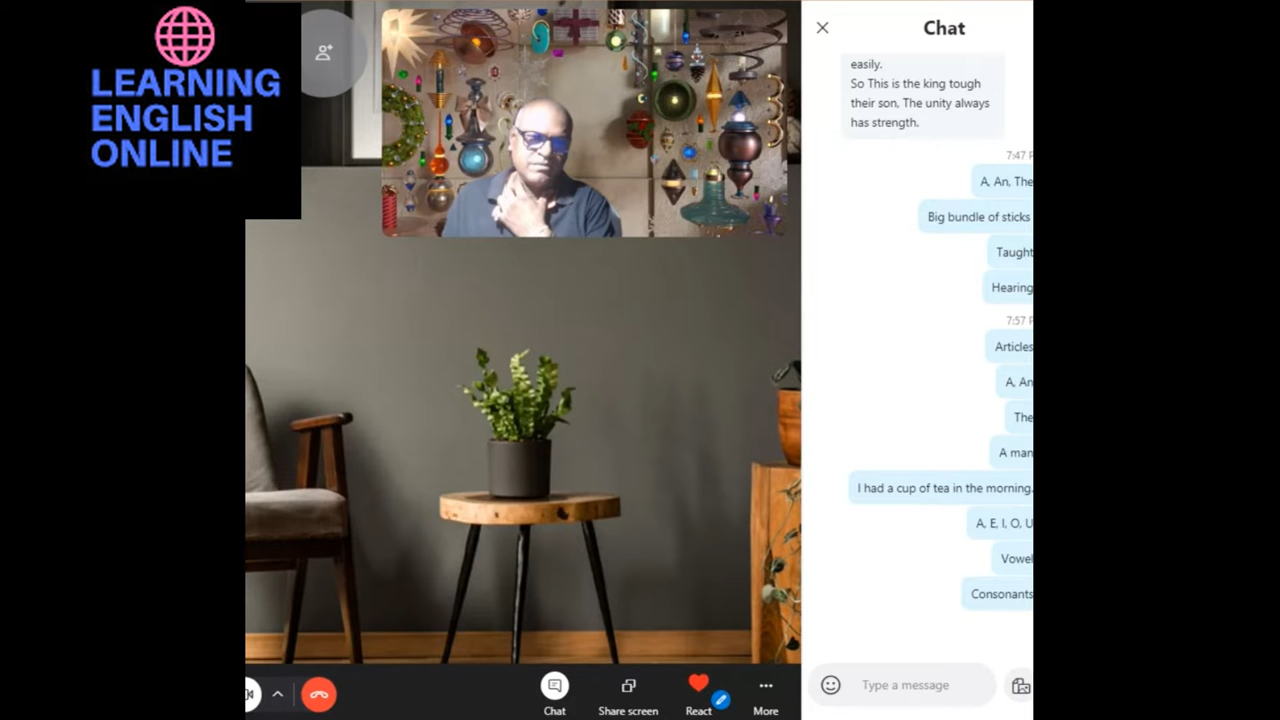 LEARNING
ENGLISH
ONLINE
Chat
easily.
So This is the king tough
their son, The unity always
has strength.
7:47
A, An, The
Big bundle of sticks
Taught
Hearing
7:57
Articles
A, An
The
A man
I had a cup of tea in the morning.
A, E, I, O, U
Vowel
Consonants
Type a message
Chat
Share screen
React
More